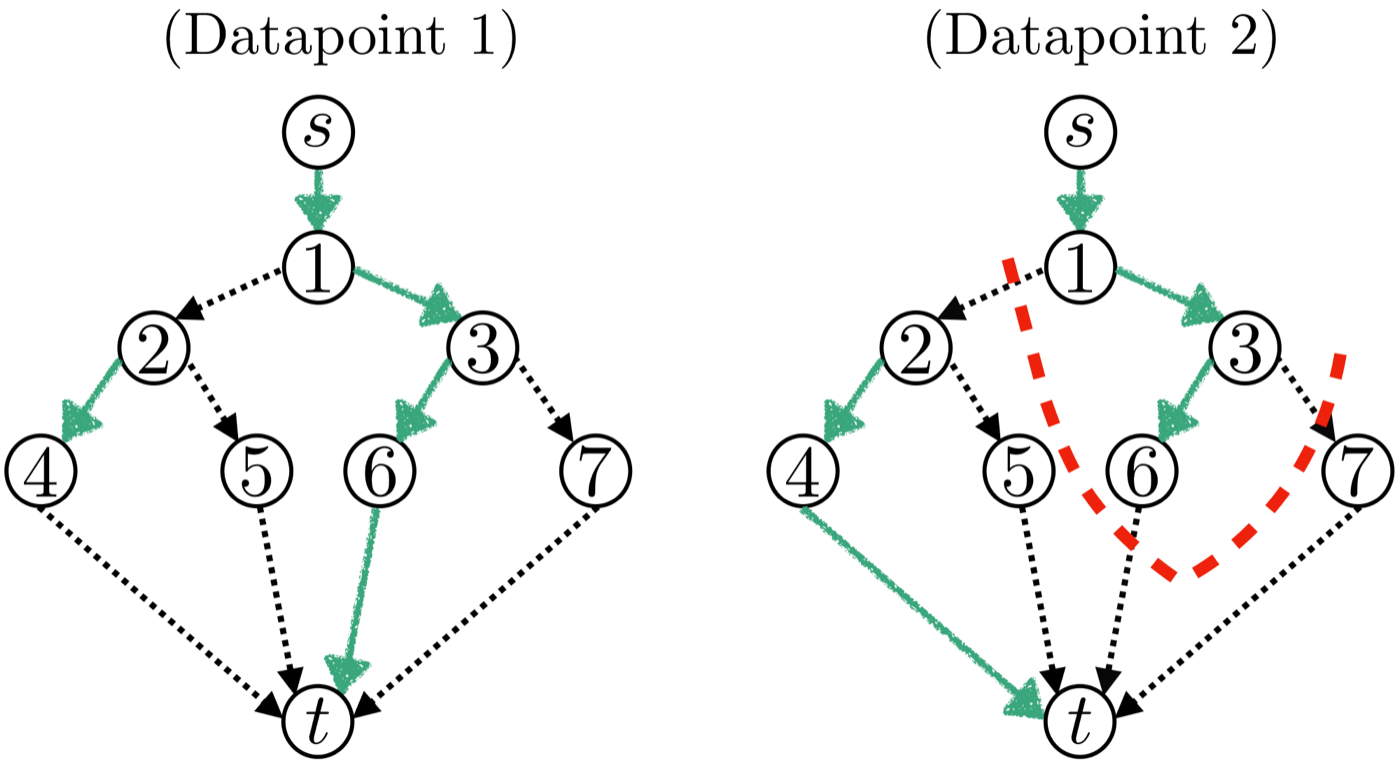 (Datapoint 1) (Datapoint 2)
s s
1 1
2 3 2 3
4 5 6 7 4 5 6 7
t t